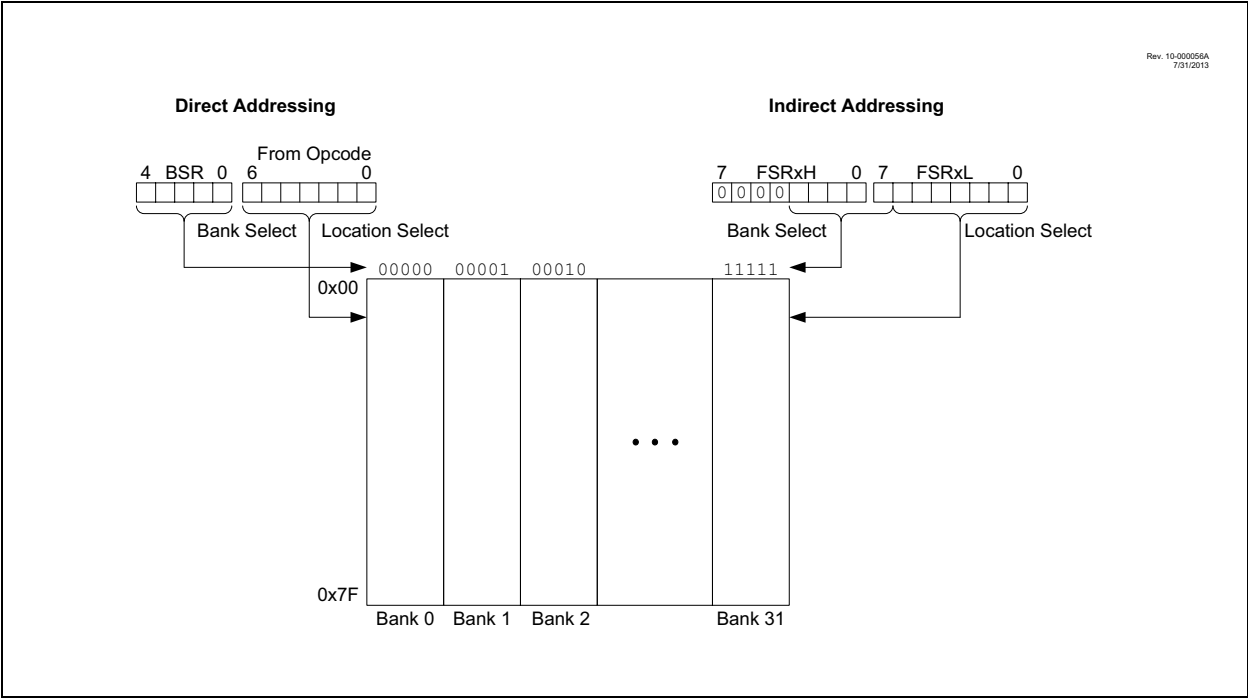 Rev. 10-000056A
7/31/2013
Direct Addressing
Indirect Addressing
From Opcode
4 BSR 0 6 0
7 FSRxH 0 7 FSRxL 0
0 0 0 0
Bank Select Location Select
Bank Select Location Select
00000 00001 00010 11111
0x00
. . .
0x7F
Bank 0 Bank 1 Bank 2 Bank 31